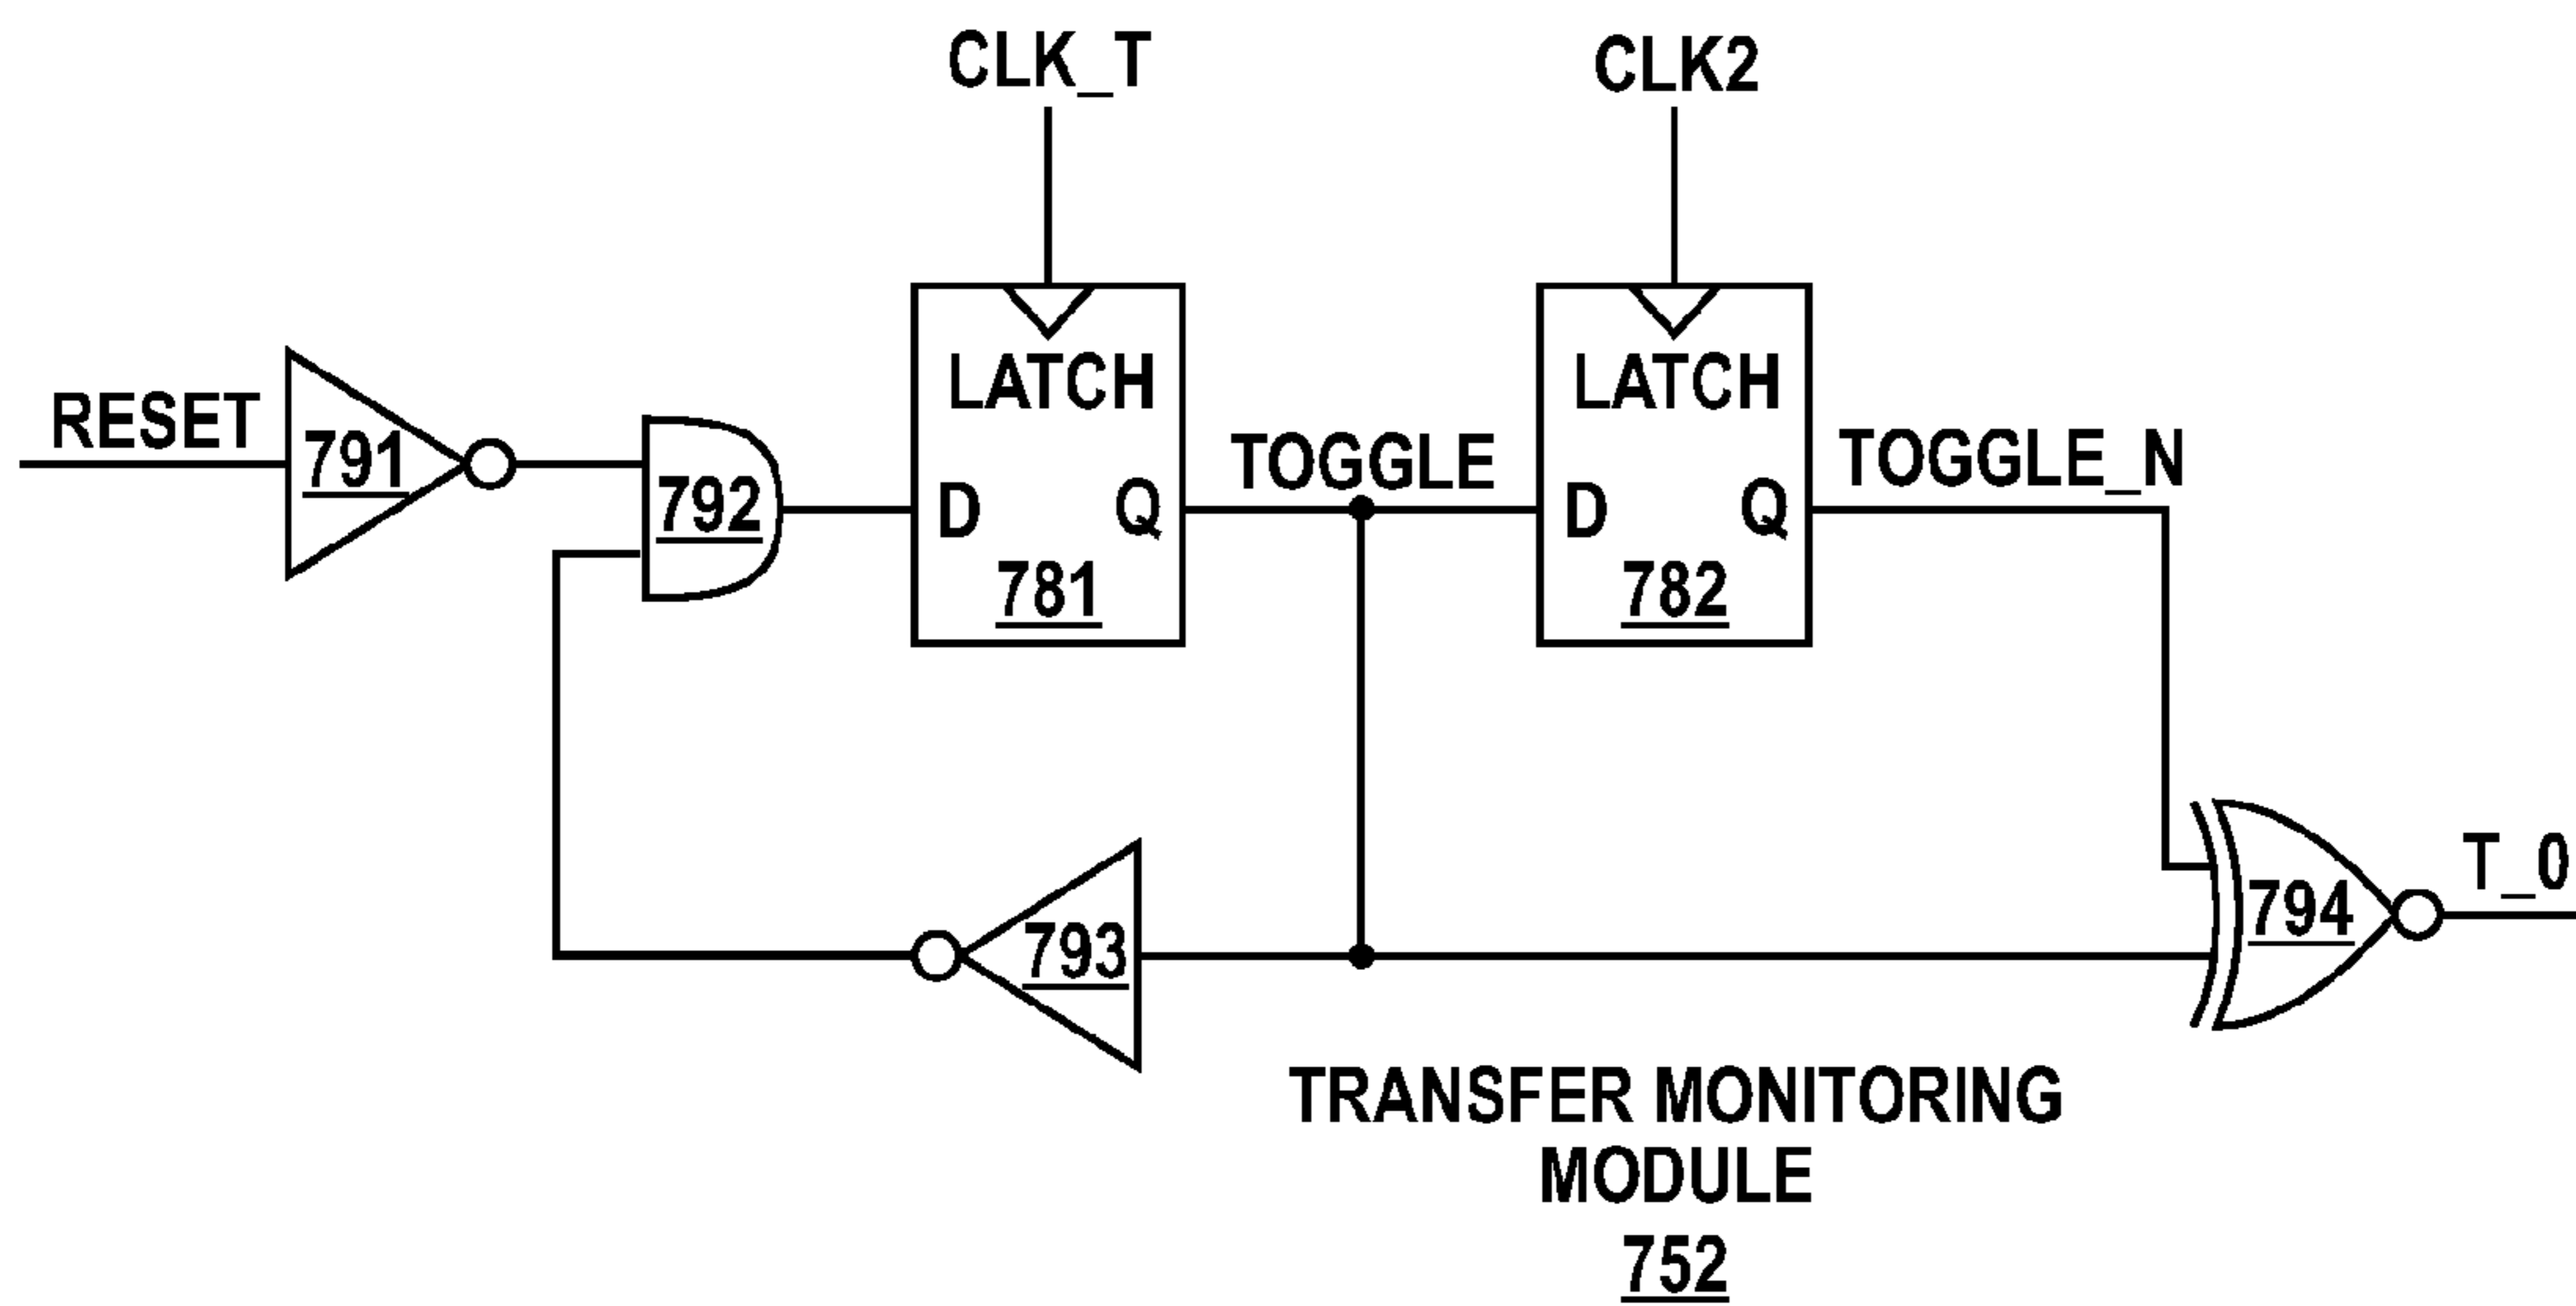 CLK_T
CLK2
RESET
791
792
LATCH
D
Q
781
TOGGLE
LATCH
D
Q
782
TOGGLE_N
793
794
T_0
TRANSFER MONITORING
MODULE
752